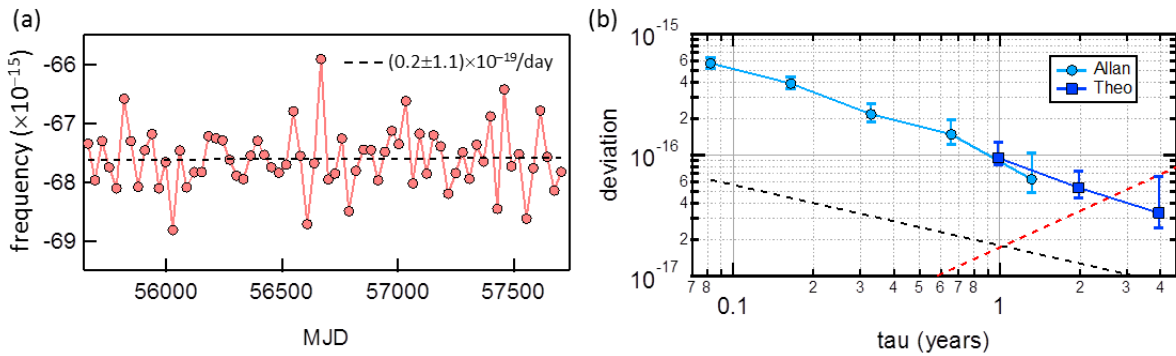 (a)
frequency (×10⁻¹⁵)
-66
-67
-68
-69
(0.2±1.1)×10⁻¹⁹/day
56000
56500
57000
57500
MJD
(b)
deviation
10⁻¹⁵
6
4
2
10⁻¹⁶
6
4
2
10⁻¹⁷
Allan
Theo
7 8 2 3 4 5 6 7 8 2 3 4
0.1 1
tau (years)